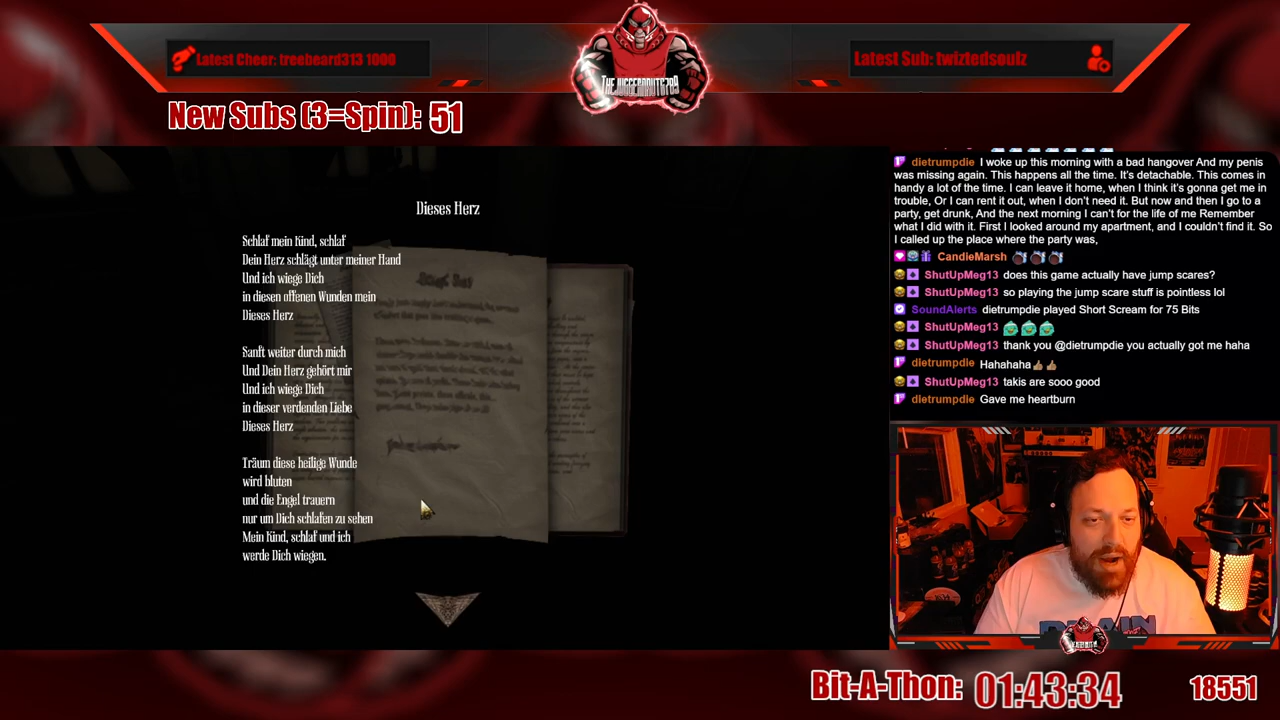 Latest Cheer: treebeard313 1000
THEJUGGERNAUT6789
Latest Sub: twiztedsoulz
New Subs (3=Spin): 51
Dieses Herz
Schlaf mein Kind, schlaf
Dein Herz schlägt unter meiner Hand
Und ich wiege Dich
in diesen offenen Wunden mein
Dieses Herz
Sanft weiter durch mich
Und Dein Herz gehört mir
Und ich wiege Dich
in dieser verdenden Liebe
Dieses Herz
Träum diese heilige Wunde
wird bluten
und die Engel trauern
nur um Dich schlafen zu sehen
Mein Kind, schlaf und ich
werde Dich wiegen.
dietrumpdie I woke up this morning with a bad hangover And my penis
was missing again. This happens all the time. It's detachable. This comes in
handy a lot of the time. I can leave it home, when I think it's gonna get me in
trouble, Or I can rent it out, when I don't need it. But now and then I go to a
party, get drunk, And the next morning I can't for the life of me Remember
what I did with it. First I looked around my apartment, and I couldn't find it. So
I called up the place where the party was,
CandieMarsh
ShutUpMeg13 does this game actually have jump scares?
ShutUpMeg13 so playing the jump scare stuff is pointless lol
SoundAlerts dietrumpdie played Short Scream for 75 Bits
ShutUpMeg13
ShutUpMeg13 thank you @dietrumpdie you actually got me haha
dietrumpdie Hahahaha
ShutUpMeg13 takis are sooo good
dietrumpdie Gave me heartburn
Bit-A-Thon: 01:43:34 18551